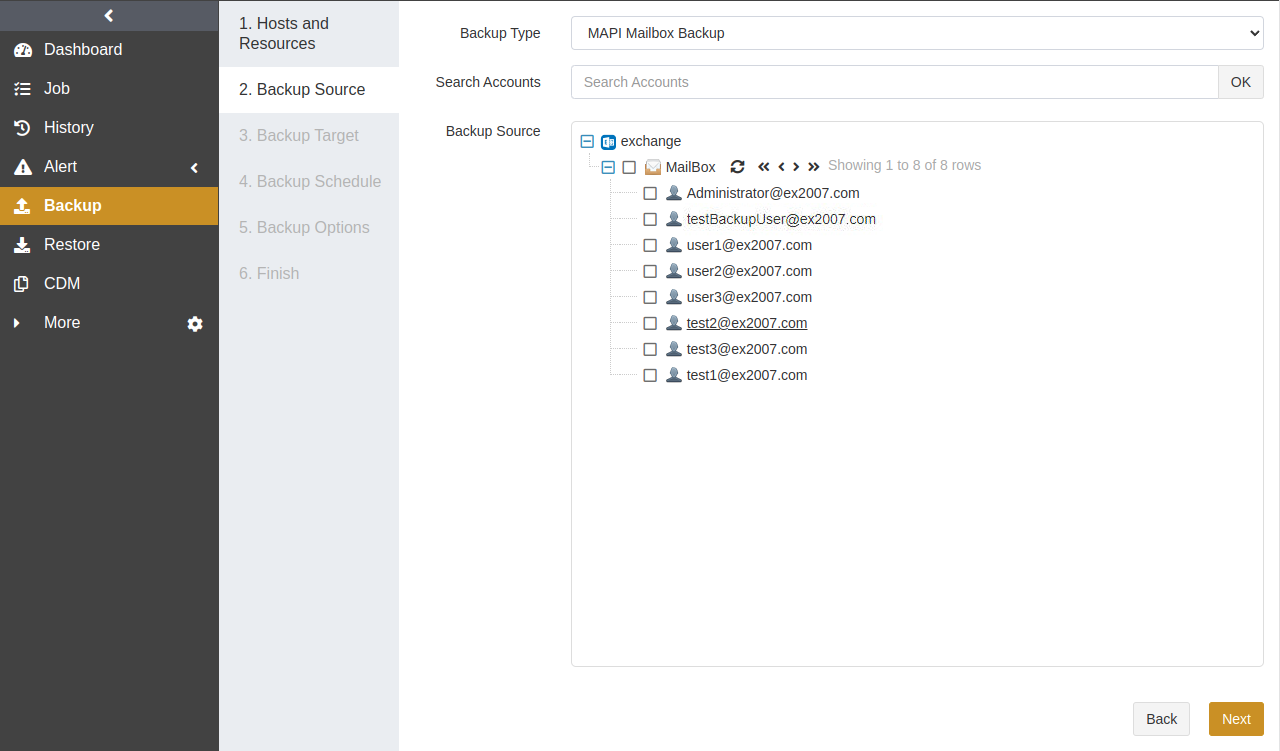 Dashboard
Job
History
Alert
Backup
Restore
CDM
More
1. Hosts and
Resources
2. Backup Source
3. Backup Target
4. Backup Schedule
5. Backup Options
6. Finish
Backup Type
MAPI Mailbox Backup
Search Accounts
Search Accounts
OK
Backup Source
exchange
MailBox
Showing 1 to 8 of 8 rows
Administrator@ex2007.com
testBackupUser@ex2007.com
user1@ex2007.com
user2@ex2007.com
user3@ex2007.com
test2@ex2007.com
test3@ex2007.com
test1@ex2007.com
Back
Next